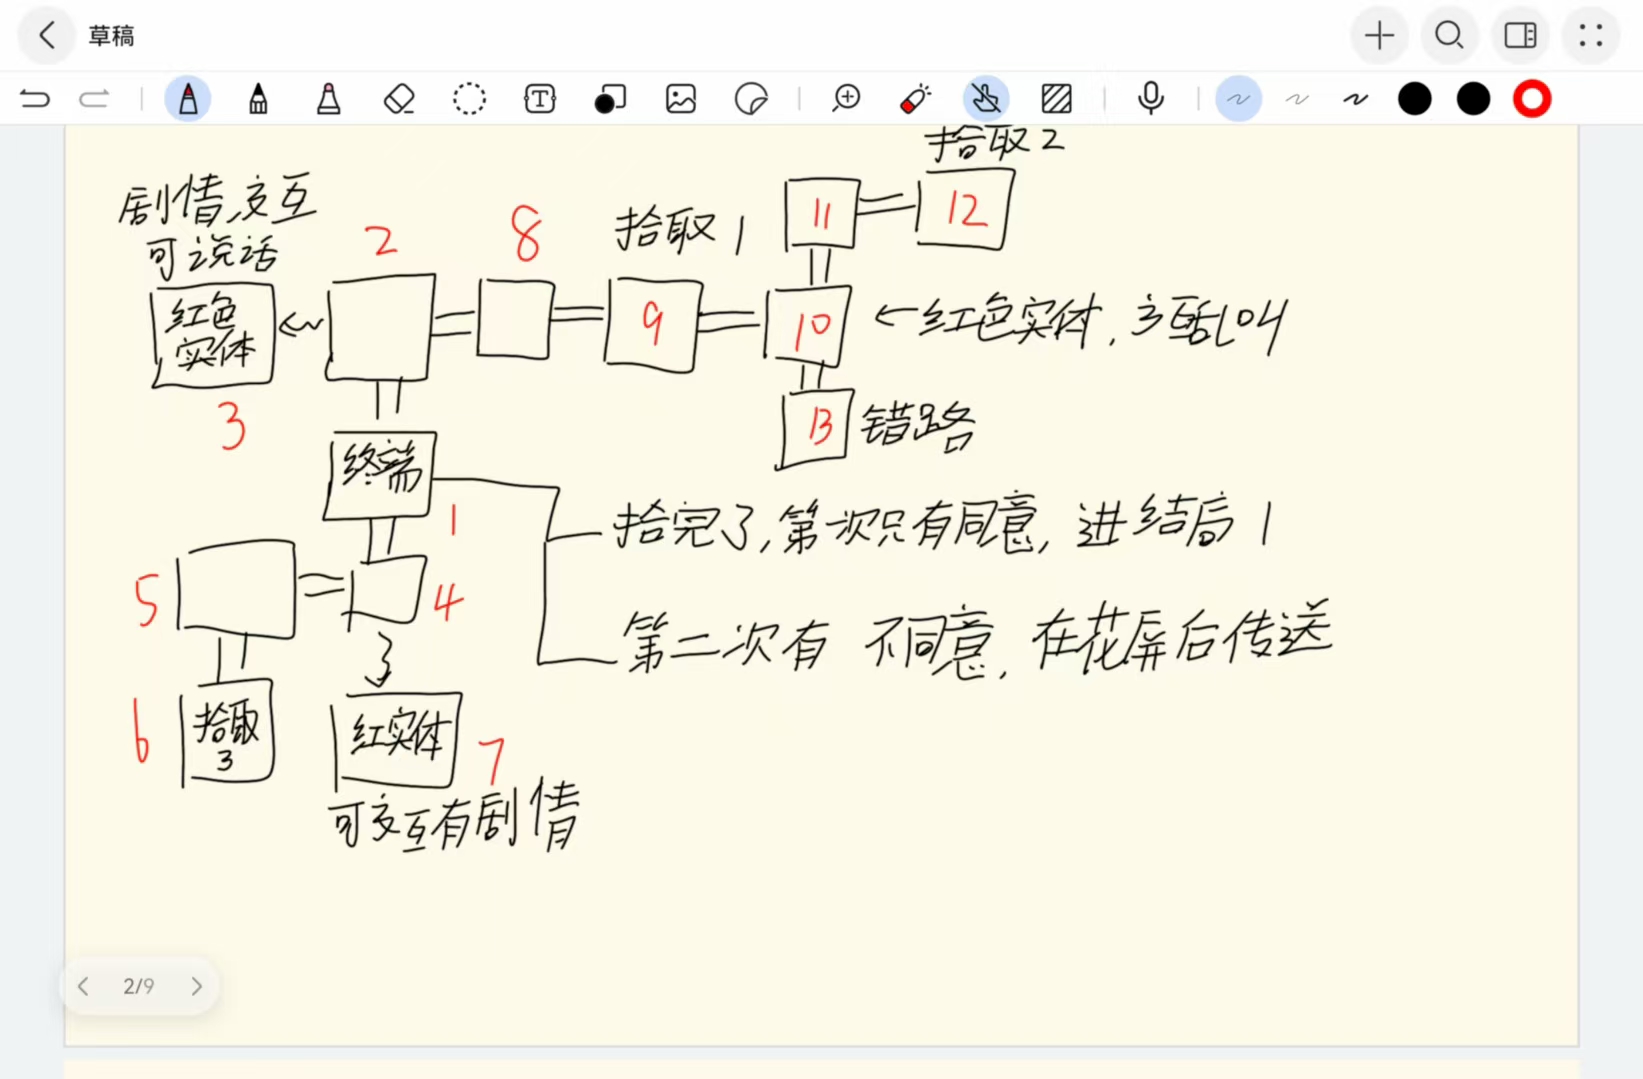 草稿
拾取2
剧情,交互
可说话
2
8
拾取1
11
12
红色
实体
9
10
←红色实体,
乱叫
3
13
错路
终端
1
拾完了,第一次只有同意,进结局1
5
4
第二次有 不同意,在花屏后传送
6
拾取
3
红实体
7
可交互有剧情
2/9